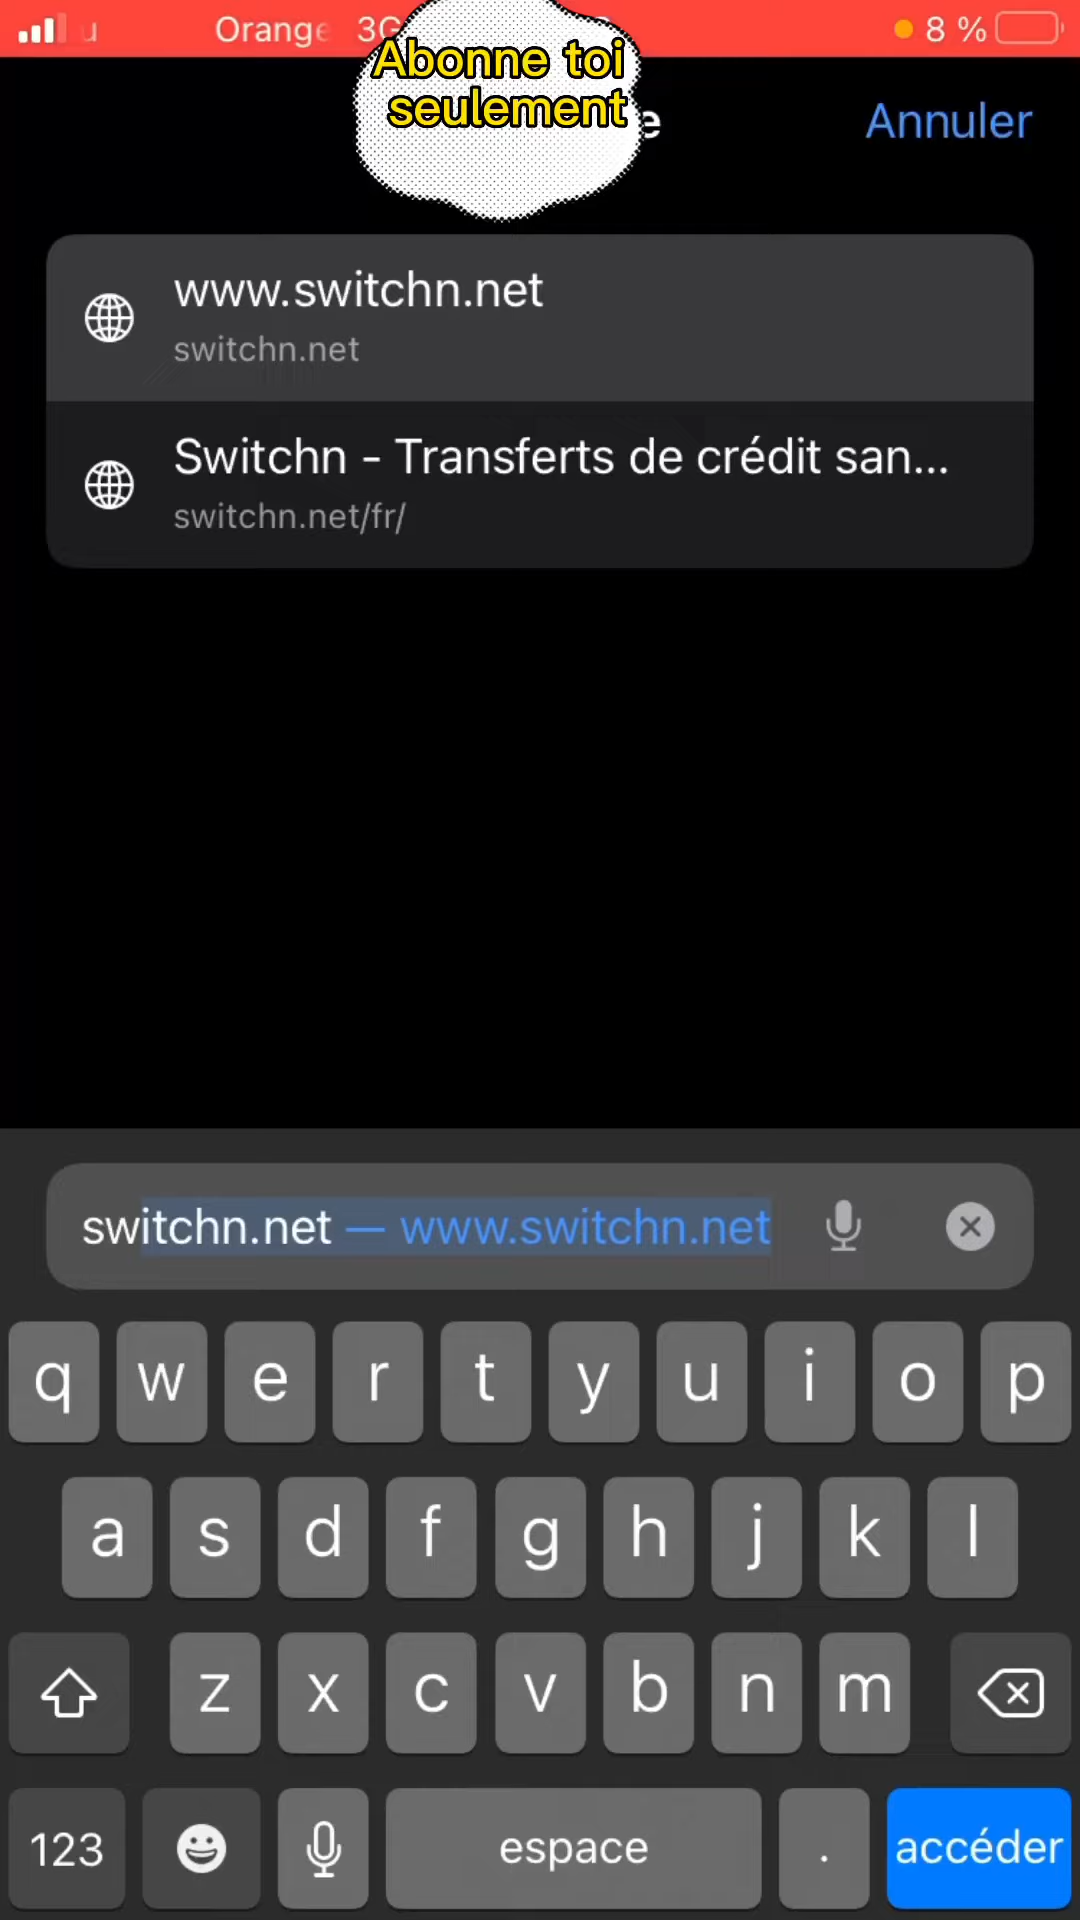 Orange 3G
8 %
Abonne toi
seulement
Annuler
www.switchn.net
switchn.net
Switchn - Transferts de crédit san...
switchn.net/fr/
switchn.net — www.switchn.net
q w e r t y u i o p
a s d f g h j k l
z x c v b n m
123 espace . accéder